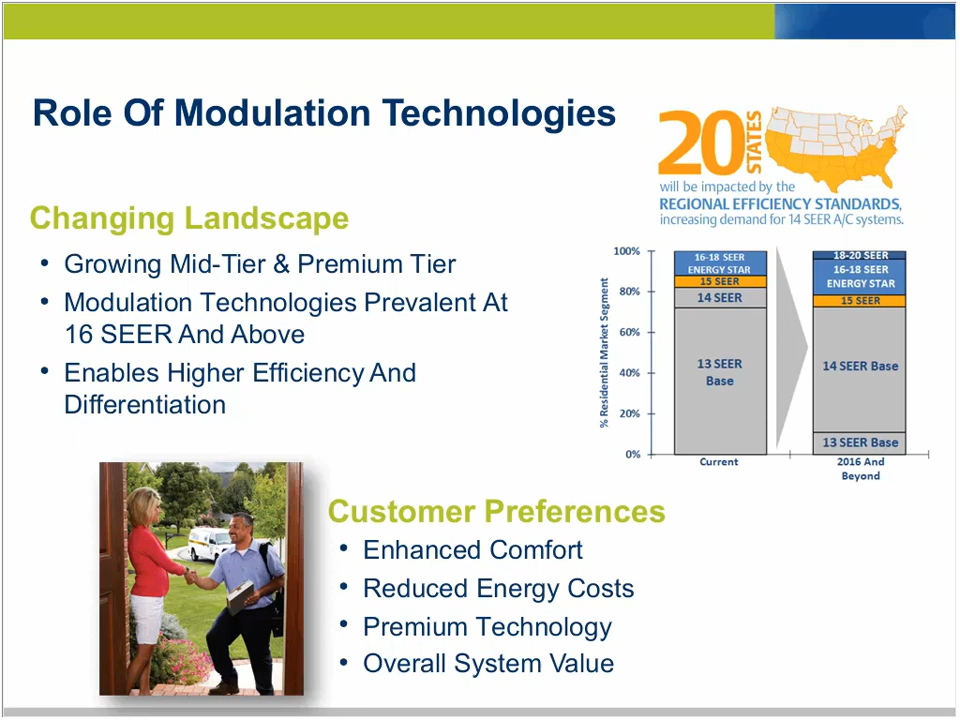 Role Of Modulation Technologies
20 STATES
will be impacted by the
REGIONAL EFFICIENCY STANDARDS,
increasing demand for 14 SEER A/C systems.
Changing Landscape
• Growing Mid-Tier & Premium Tier
• Modulation Technologies Prevalent At
16 SEER And Above
• Enables Higher Efficiency And
Differentiation
% Residential Market Segment
100%
80%
60%
40%
20%
0%
16-18 SEER
ENERGY STAR
15 SEER
14 SEER
13 SEER
Base
Current
18-20 SEER
16-18 SEER
ENERGY STAR
15 SEER
14 SEER Base
13 SEER Base
2016 And
Beyond
Customer Preferences
• Enhanced Comfort
• Reduced Energy Costs
• Premium Technology
• Overall System Value